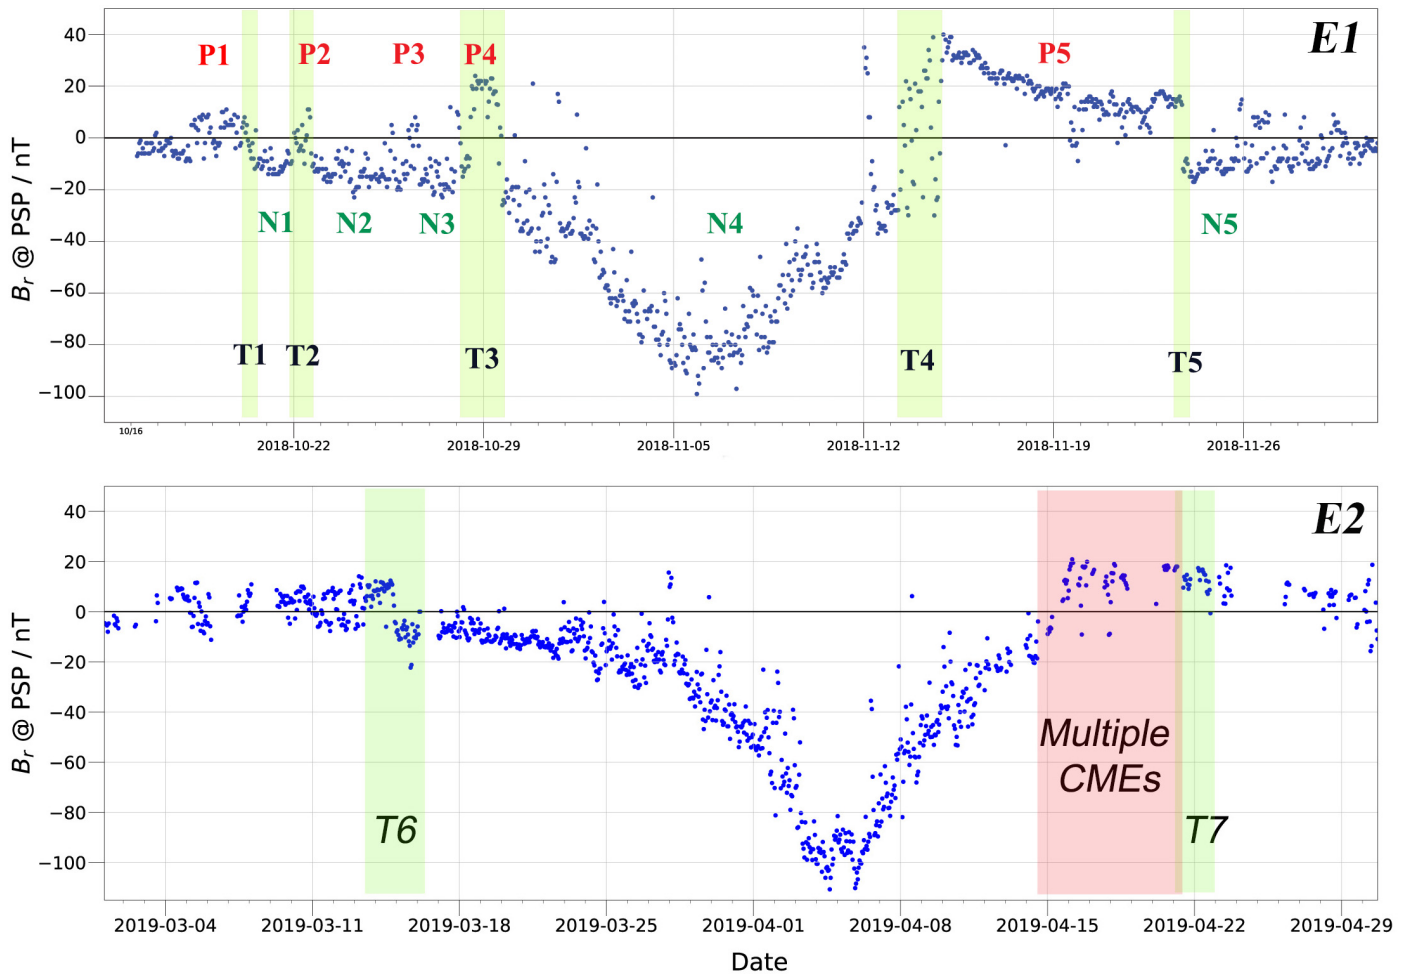 E1
P1 P2 P3 P4 P5
40
20
0
−20
−40
−60
−80
−100
Br @ PSP / nT
N1 N2 N3 N4 N5
T1 T2 T3 T4 T5
10/16
2018-10-22 2018-10-29 2018-11-05 2018-11-12 2018-11-19 2018-11-26
E2
40
20
0
−20
−40
−60
−80
−100
Br @ PSP / nT
Multiple
CMEs
T6 T7
2019-03-04 2019-03-11 2019-03-18 2019-03-25 2019-04-01 2019-04-08 2019-04-15 2019-04-22 2019-04-29
Date